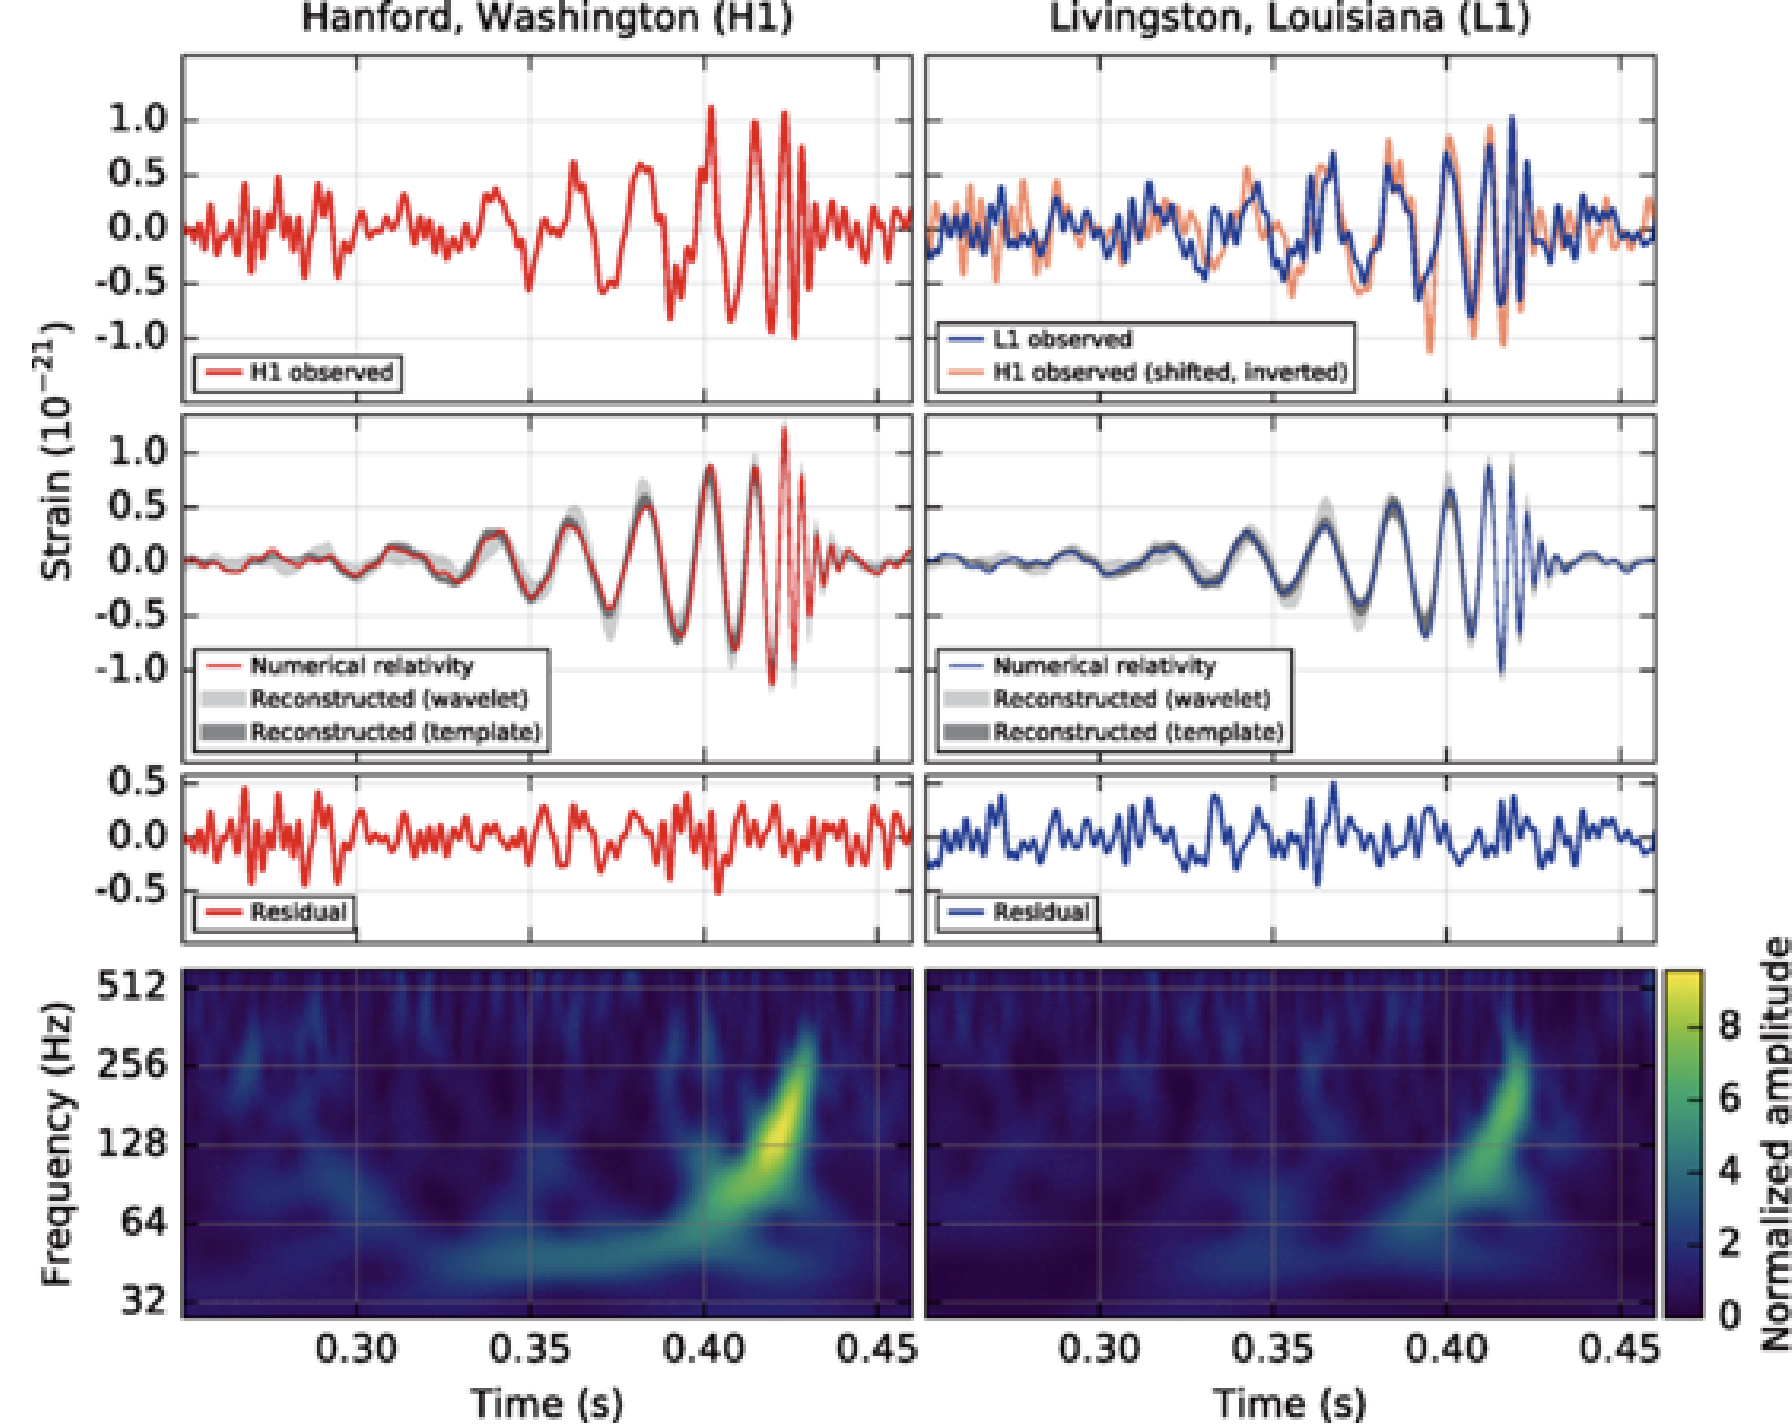 Hanford, Washington (H1)
Livingston, Louisiana (L1)
Strain (10⁻²¹)
1.0
0.5
0.0
-0.5
-1.0
H1 observed
L1 observed
H1 observed (shifted, inverted)
1.0
0.5
0.0
-0.5
-1.0
Numerical relativity
Reconstructed (wavelet)
Reconstructed (template)
Numerical relativity
Reconstructed (wavelet)
Reconstructed (template)
0.5
0.0
-0.5
Residual
Residual
Frequency (Hz)
512
256
128
64
32
0.30 0.35 0.40 0.45
Time (s)
0.30 0.35 0.40 0.45
Time (s)
8
6
4
2
0
Normalized amplitude